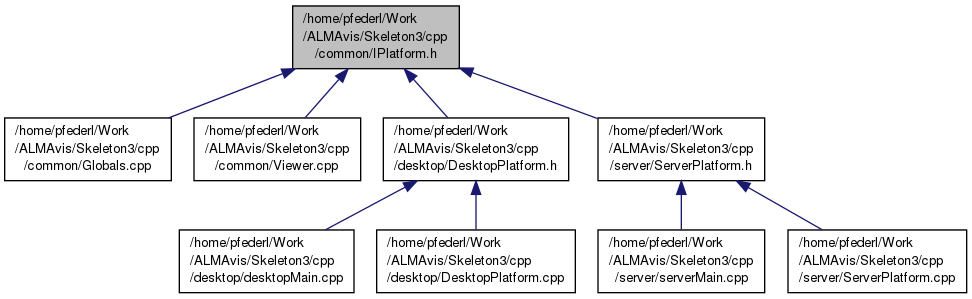 /home/pfederl/Work
/ALMAvis/Skeleton3/cpp
/common/IPlatform.h
/home/pfederl/Work
/ALMAvis/Skeleton3/cpp
/common/Globals.cpp
/home/pfederl/Work
/ALMAvis/Skeleton3/cpp
/common/Viewer.cpp
/home/pfederl/Work
/ALMAvis/Skeleton3/cpp
/desktop/DesktopPlatform.h
/home/pfederl/Work
/ALMAvis/Skeleton3/cpp
/server/ServerPlatform.h
/home/pfederl/Work
/ALMAvis/Skeleton3/cpp
/desktop/desktopMain.cpp
/home/pfederl/Work
/ALMAvis/Skeleton3/cpp
/desktop/DesktopPlatform.cpp
/home/pfederl/Work
/ALMAvis/Skeleton3/cpp
/server/serverMain.cpp
/home/pfederl/Work
/ALMAvis/Skeleton3/cpp
/server/ServerPlatform.cpp